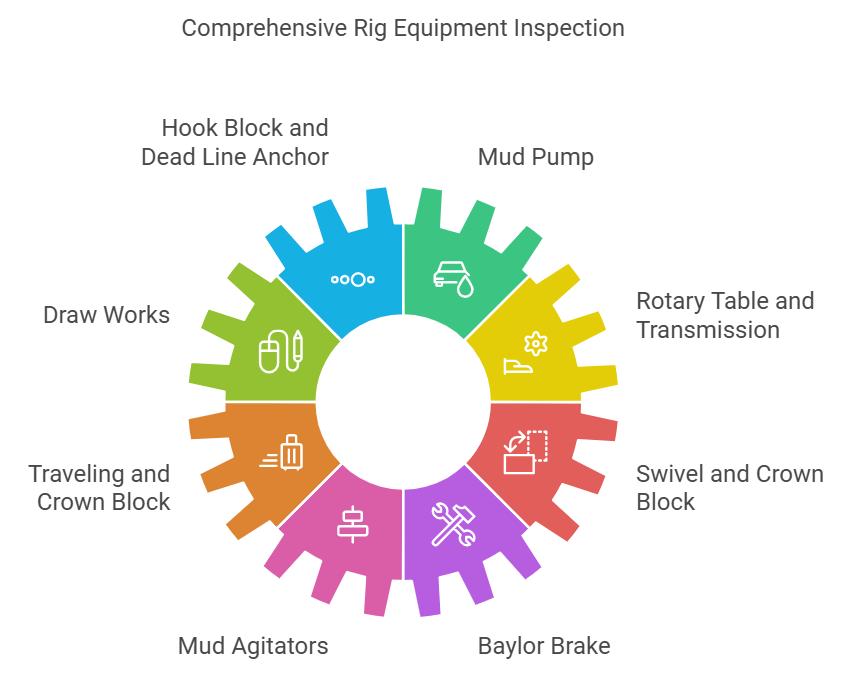 Comprehensive Rig Equipment Inspection
Hook Block and
Dead Line Anchor
Mud Pump
Draw Works
Rotary Table and
Transmission
Traveling and
Crown Block
Swivel and Crown
Block
Mud Agitators
Baylor Brake